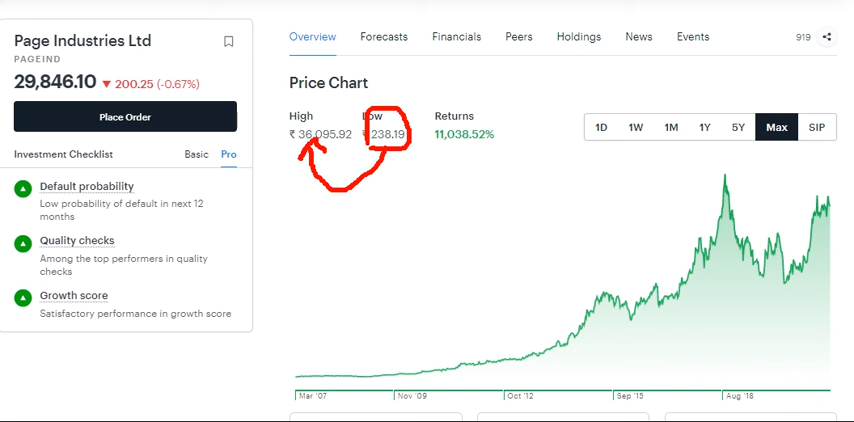 Page Industries Ltd
PAGEIND
29,846.10 ▼ 200.25 (-0.67%)
Place Order
Investment Checklist Basic Pro
Default probability
Low probability of default in next 12
months
Quality checks
Among the top performers in quality
checks
Growth score
Satisfactory performance in growth score
Overview Forecasts Financials Peers Holdings News Events 919
Price Chart
High Low Returns
₹ 36,095.92 ₹ 238.19 11,038.52%
1D 1W 1M 1Y 5Y Max SIP
Mar '07 Nov '09 Oct '12 Sep '15 Aug '18